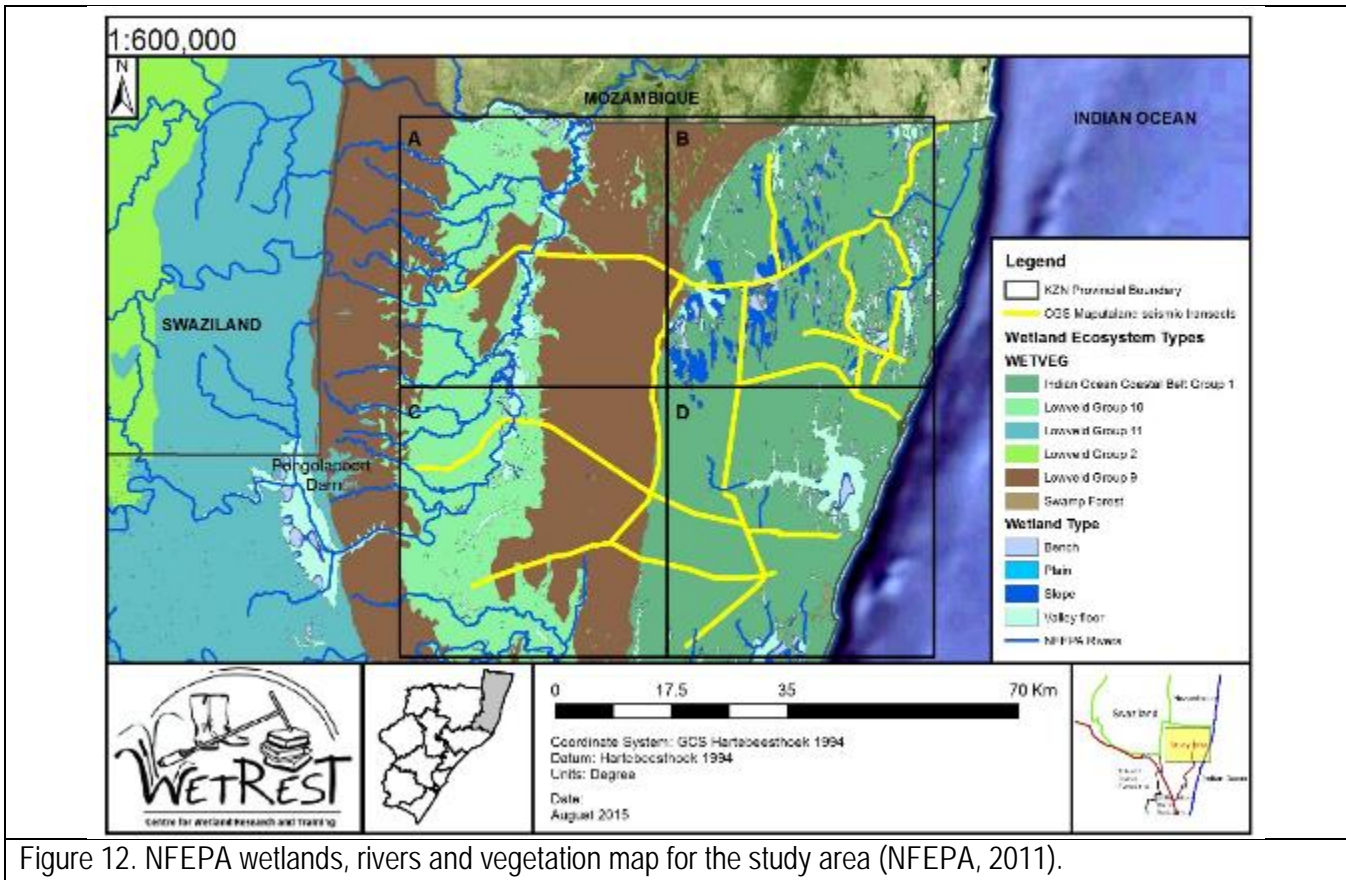 1:600,000
N
MOZAMBIQUE
INDIAN OCEAN
A
B
SWAZILAND
C
D
Pongolapoort
Dam
Legend
KZN Provincial Boundary
OGS Maputaland seismic transects
Wetland Ecosystem Types
WETVEG
Indian Ocean Coastal Belt Group 1
Lowveld Group 10
Lowveld Group 11
Lowveld Group 2
Lowveld Group 9
Swamp Forest
Wetland Type
Bench
Plain
Slope
Valley floor
NFEPA Rivers
WETREST
Centre for Wetland Research and Training
0 17.5 35 70 Km
Coordinate System: GCS Hartebeesthoek 1994
Datum: Hartebeesthoek 1994
Units: Degree
Date:
August 2015
Swaziland
Mozambique
Study Area
Indian Ocean
Figure 12. NFEPA wetlands, rivers and vegetation map for the study area (NFEPA, 2011).